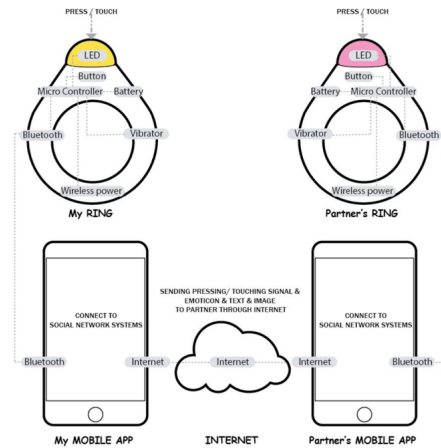 PRESS / TOUCH
LED
Button
Micro Controller
Battery
Bluetooth
Vibrator
Wireless power
My RING
PRESS / TOUCH
LED
Button
Battery
Micro Controller
Vibrator
Bluetooth
Wireless power
Partner's RING
SENDING PRESSING/ TOUCHING SIGNAL &
EMOTICON & TEXT & IMAGE
TO PARTNER THROUGH INTERNET
CONNECT TO
SOCIAL NETWORK SYSTEMS
Bluetooth
Internet
My MOBILE APP
Internet
INTERNET
CONNECT TO
SOCIAL NETWORK SYSTEMS
Internet
Bluetooth
Partner's MOBILE APP